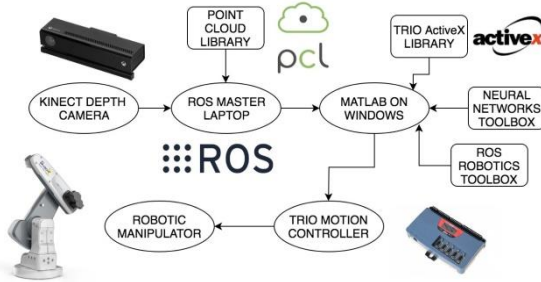 POINT
CLOUD
LIBRARY
pcl
TRIO ActiveX
LIBRARY
activex
KINECT DEPTH
CAMERA
ROS MASTER
LAPTOP
MATLAB ON
WINDOWS
NEURAL
NETWORKS
TOOLBOX
ROS
ROS
ROBOTICS
TOOLBOX
ROBOTIC
MANIPULATOR
TRIO MOTION
CONTROLLER